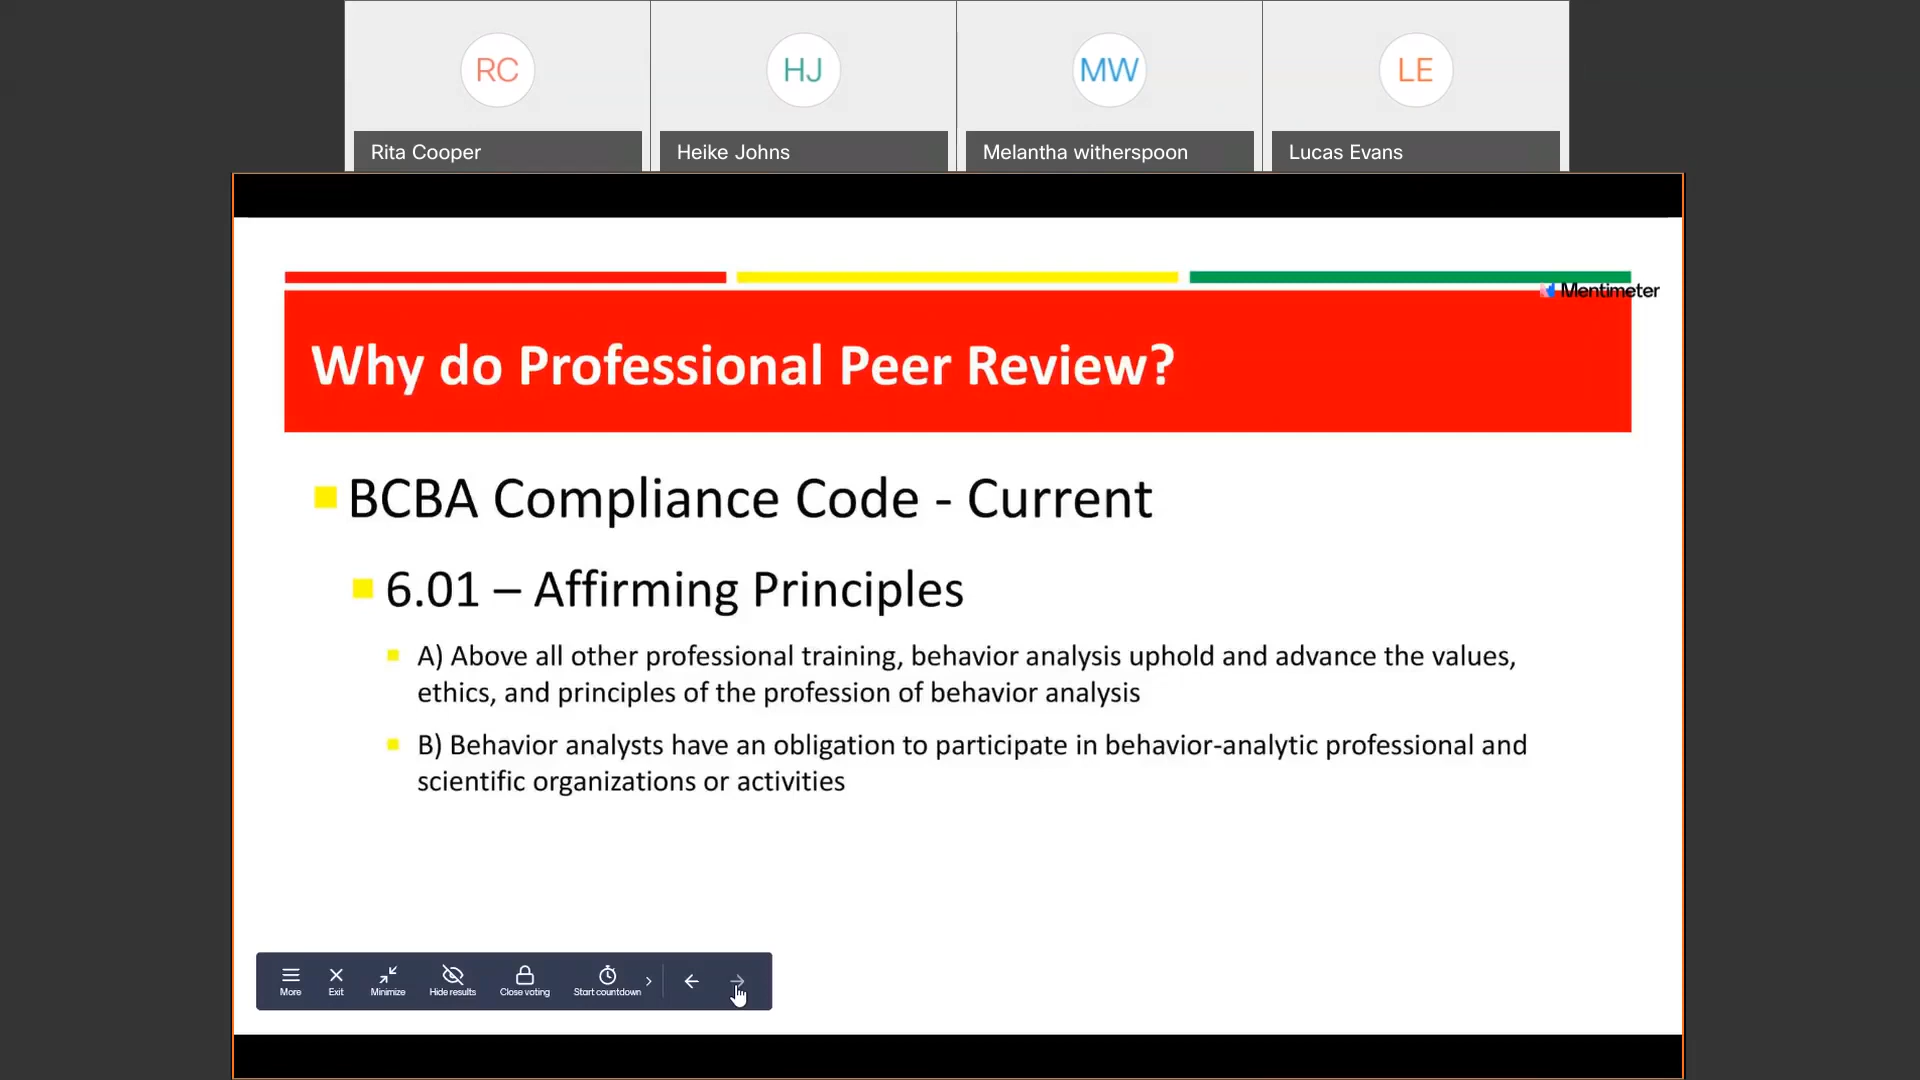 RC
HJ
MW
LE
Rita Cooper
Heike Johns
Melantha witherspoon
Lucas Evans
Mentimeter
Why do Professional Peer Review?
BCBA Compliance Code - Current
6.01 – Affirming Principles
A) Above all other professional training, behavior analysis uphold and advance the values,
ethics, and principles of the profession of behavior analysis
B) Behavior analysts have an obligation to participate in behavior-analytic professional and
scientific organizations or activities
More
Exit
Minimize
Hide results
Close voting
Start countdown